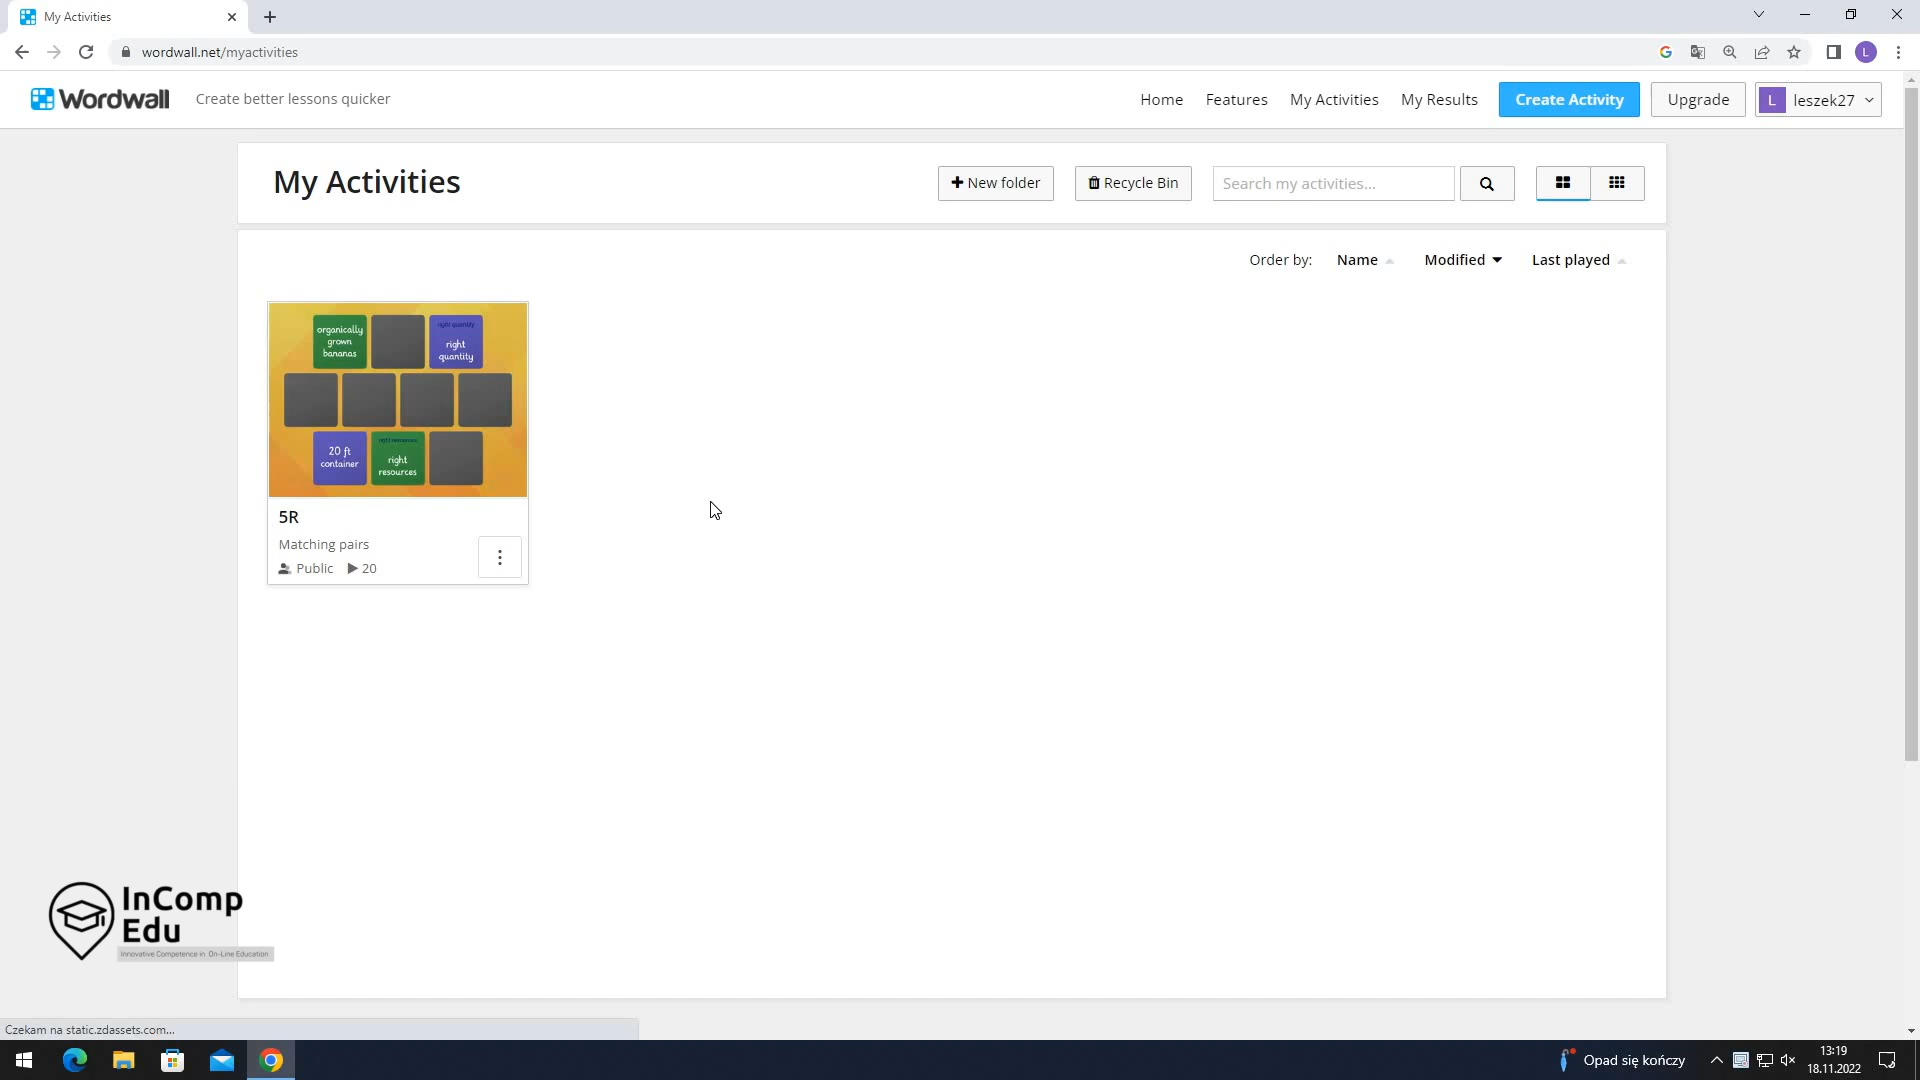 My Activities
wordwall.net/myactivities
L
Wordwall
Create better lessons quicker
Home
Features
My Activities
My Results
Create Activity
Upgrade
L leszek27
My Activities
New folder
Recycle Bin
Search my activities...
Order by:
Name
Modified
Last played
organically
grown
bananas
right quantity
right
quantity
20 ft
container
right resources
right
resources
5R
Matching pairs
Public
20
InComp
Edu
Innovative Competence in On-Line Education
Czekam na static.zdassets.com...
Opad się kończy
13:19
18.11.2022